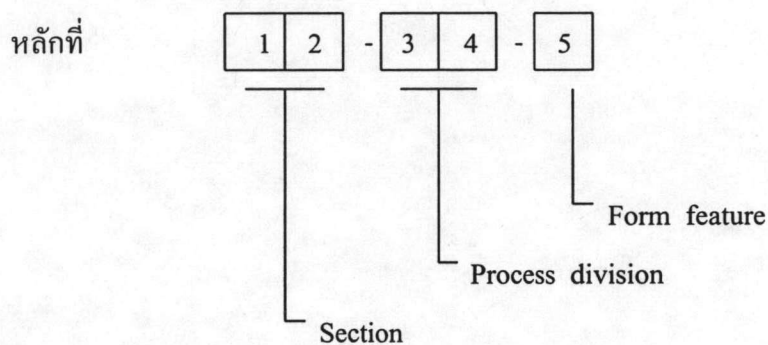 หลักที่ 1 2 - 3 4 - 5
Form feature
Process division
Section